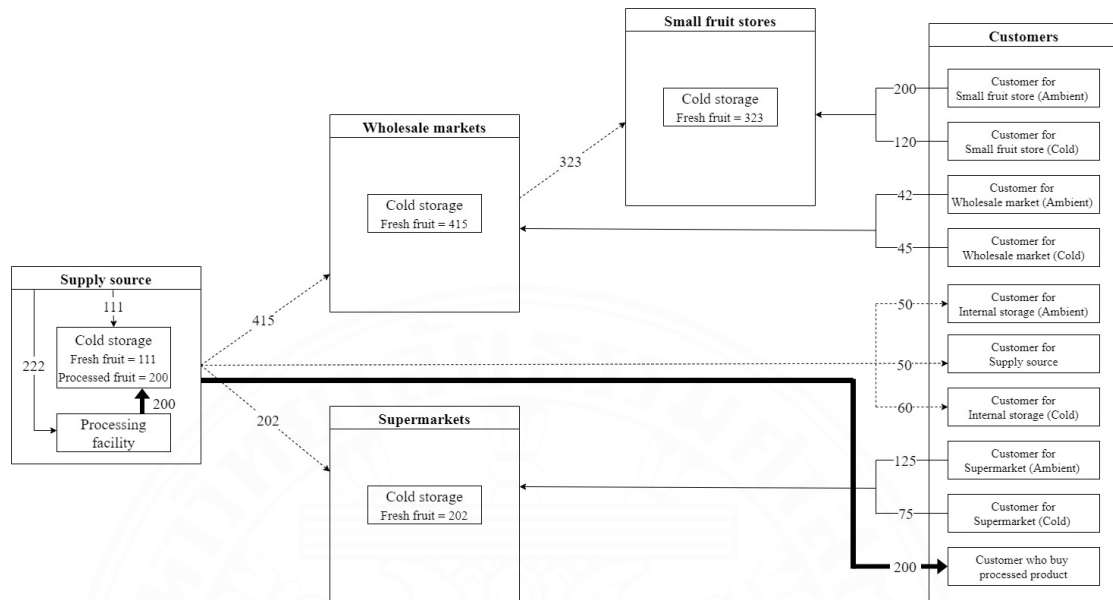 Small fruit stores
Cold storage
Fresh fruit = 323
Customers
Customer for
Small fruit store (Ambient)
Customer for
Small fruit store (Cold)
Customer for
Wholesale market (Ambient)
Customer for
Wholesale market (Cold)
Customer for
Internal storage (Ambient)
Customer for
Supply source
Customer for
Internal storage (Cold)
Customer for
Supermarket (Ambient)
Customer for
Supermarket (Cold)
Customer who buy
processed product
200
120
42
45
50
50
60
125
75
200
Wholesale markets
Cold storage
Fresh fruit = 415
323
Supply source
111
Cold storage
Fresh fruit = 111
Processed fruit = 200
222
200
Processing
facility
415
202
Supermarkets
Cold storage
Fresh fruit = 202